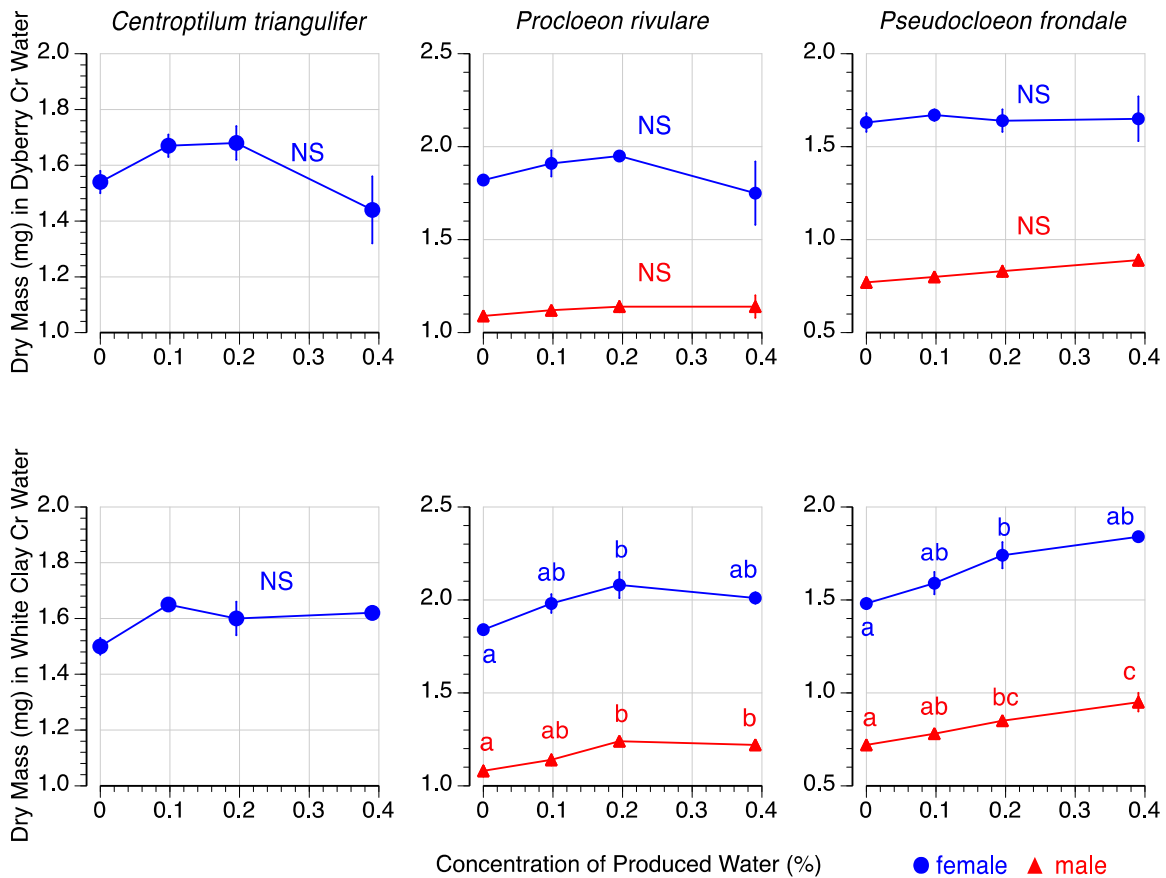 Centroptilum triangulifer
Procloeon rivulare
Pseudocloeon frondale
Dry Mass (mg) in Dyberry Cr Water
2.0
1.8
1.6
1.4
1.2
1.0
NS
0 0.1 0.2 0.3 0.4
2.5
2.0
1.5
1.0
NS
NS
0 0.1 0.2 0.3 0.4
2.0
1.5
1.0
0.5
NS
NS
0 0.1 0.2 0.3 0.4
Dry Mass (mg) in White Clay Cr Water
2.0
1.8
1.6
1.4
1.2
1.0
NS
0 0.1 0.2 0.3 0.4
2.5
2.0
1.5
1.0
a ab b ab
a ab b b
0 0.1 0.2 0.3 0.4
2.0
1.5
1.0
0.5
a ab b ab
a ab bc c
0 0.1 0.2 0.3 0.4
Concentration of Produced Water (%)
female male